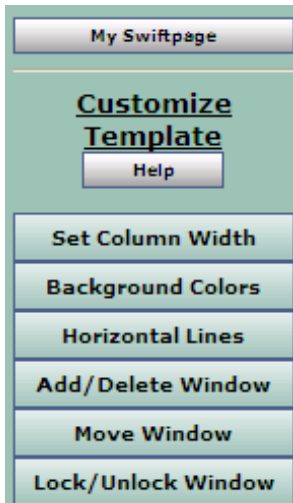 My Swiftpage
Customize
Template
Help
Set Column Width
Background Colors
Horizontal Lines
Add/Delete Window
Move Window
Lock/Unlock Window